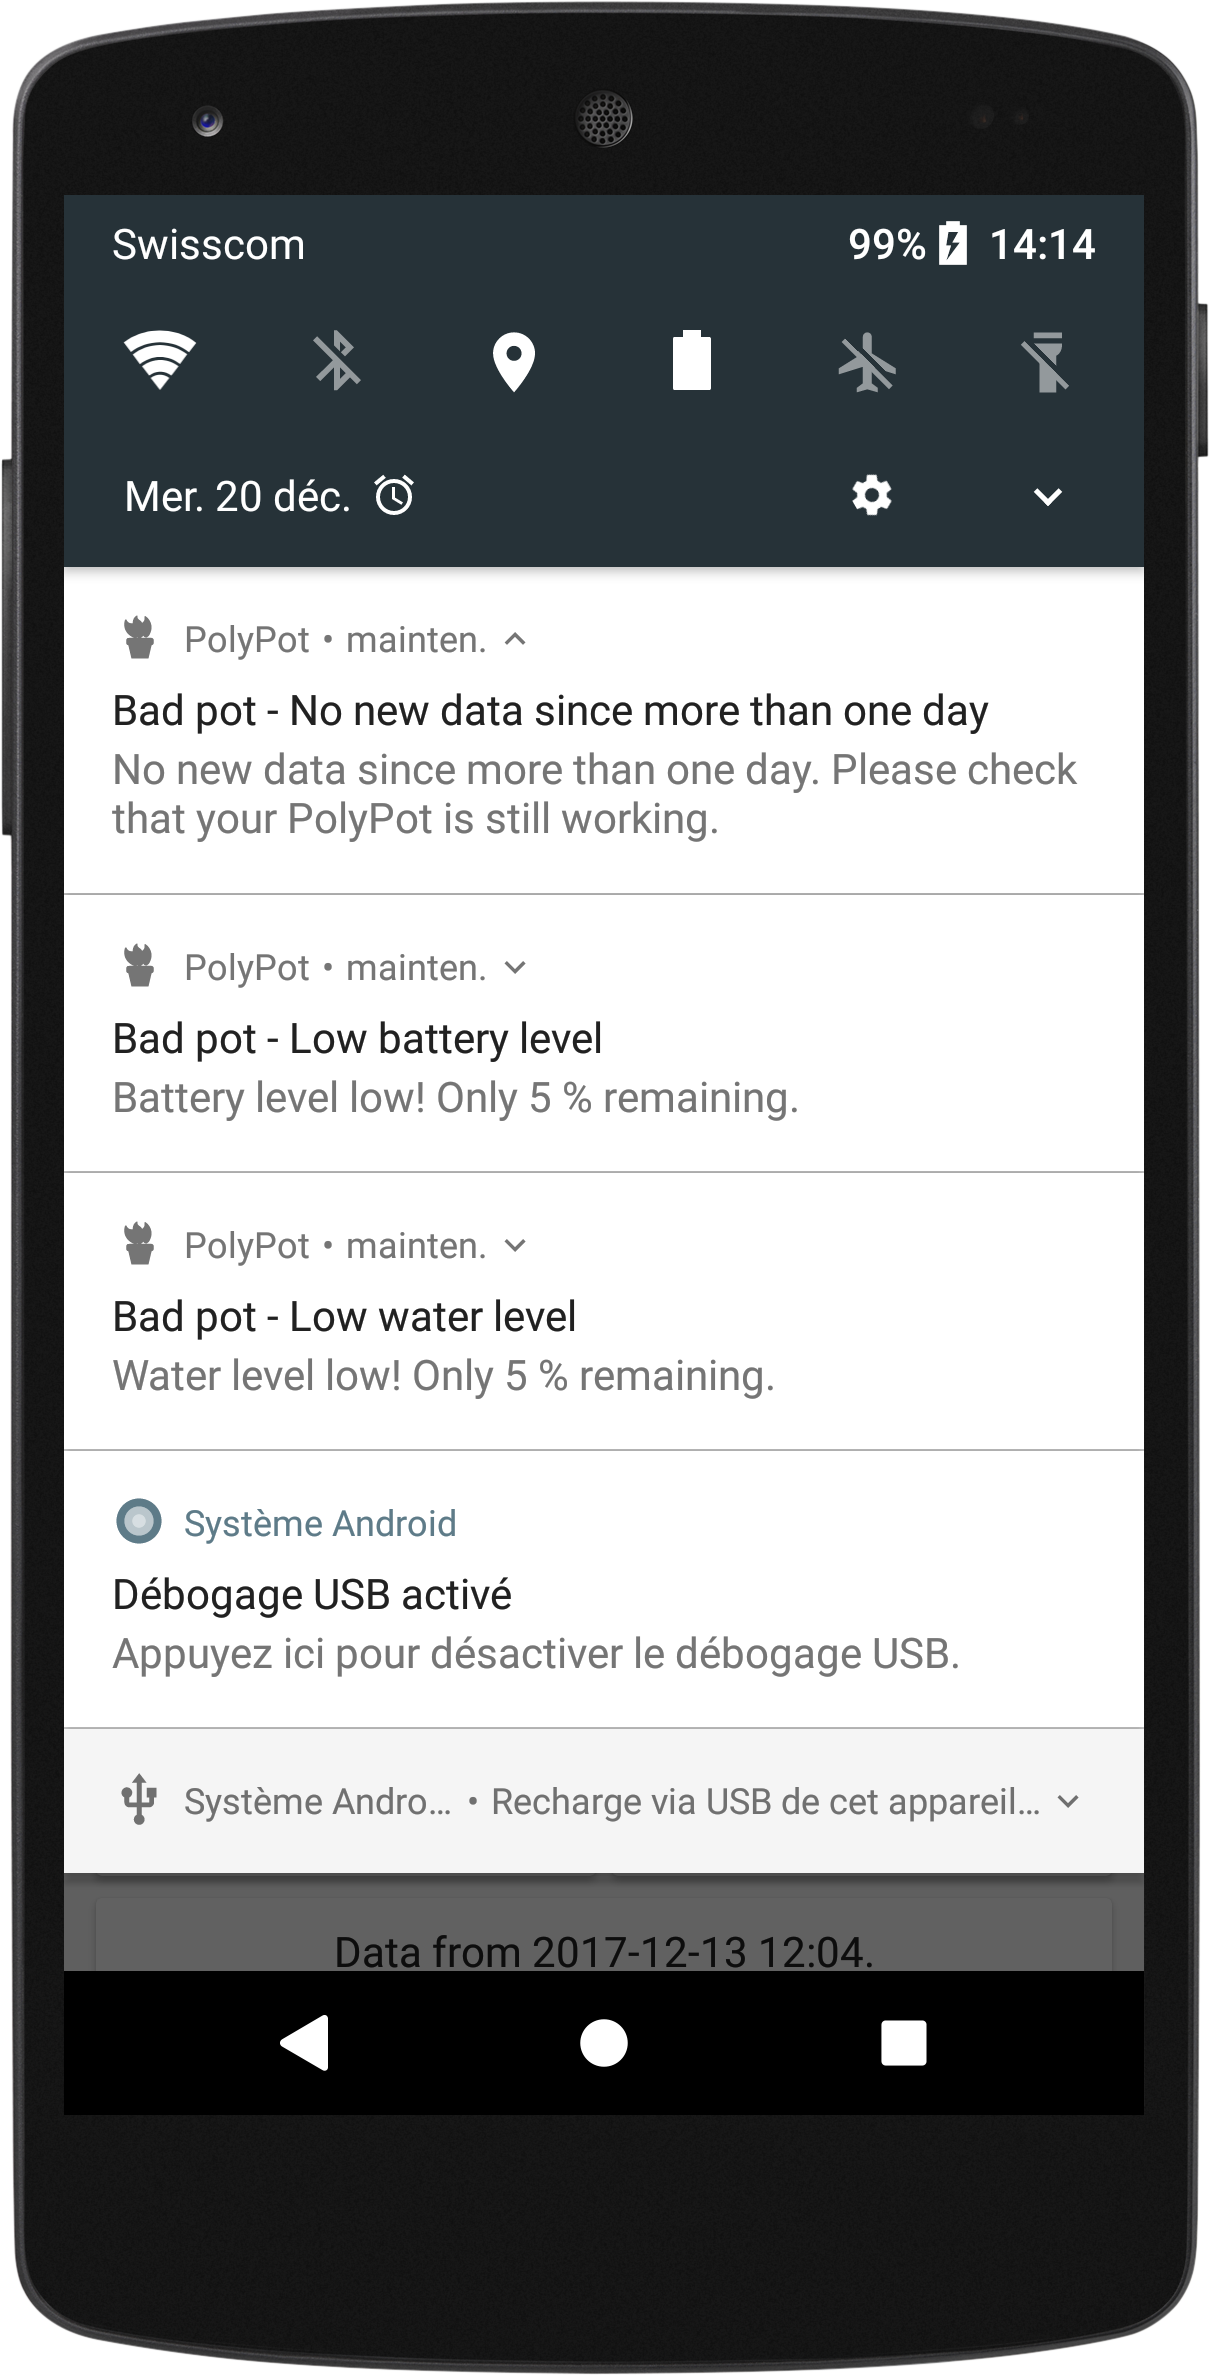 Swisscom 99% 14:14
Mer. 20 déc.
PolyPot • mainten.
Bad pot - No new data since more than one day
No new data since more than one day. Please check
that your PolyPot is still working.
PolyPot • mainten.
Bad pot - Low battery level
Battery level low! Only 5 % remaining.
PolyPot • mainten.
Bad pot - Low water level
Water level low! Only 5 % remaining.
Système Android
Débogage USB activé
Appuyez ici pour désactiver le débogage USB.
Système Andro... • Recharge via USB de cet appareil...
Data from 2017-12-13 12:04.